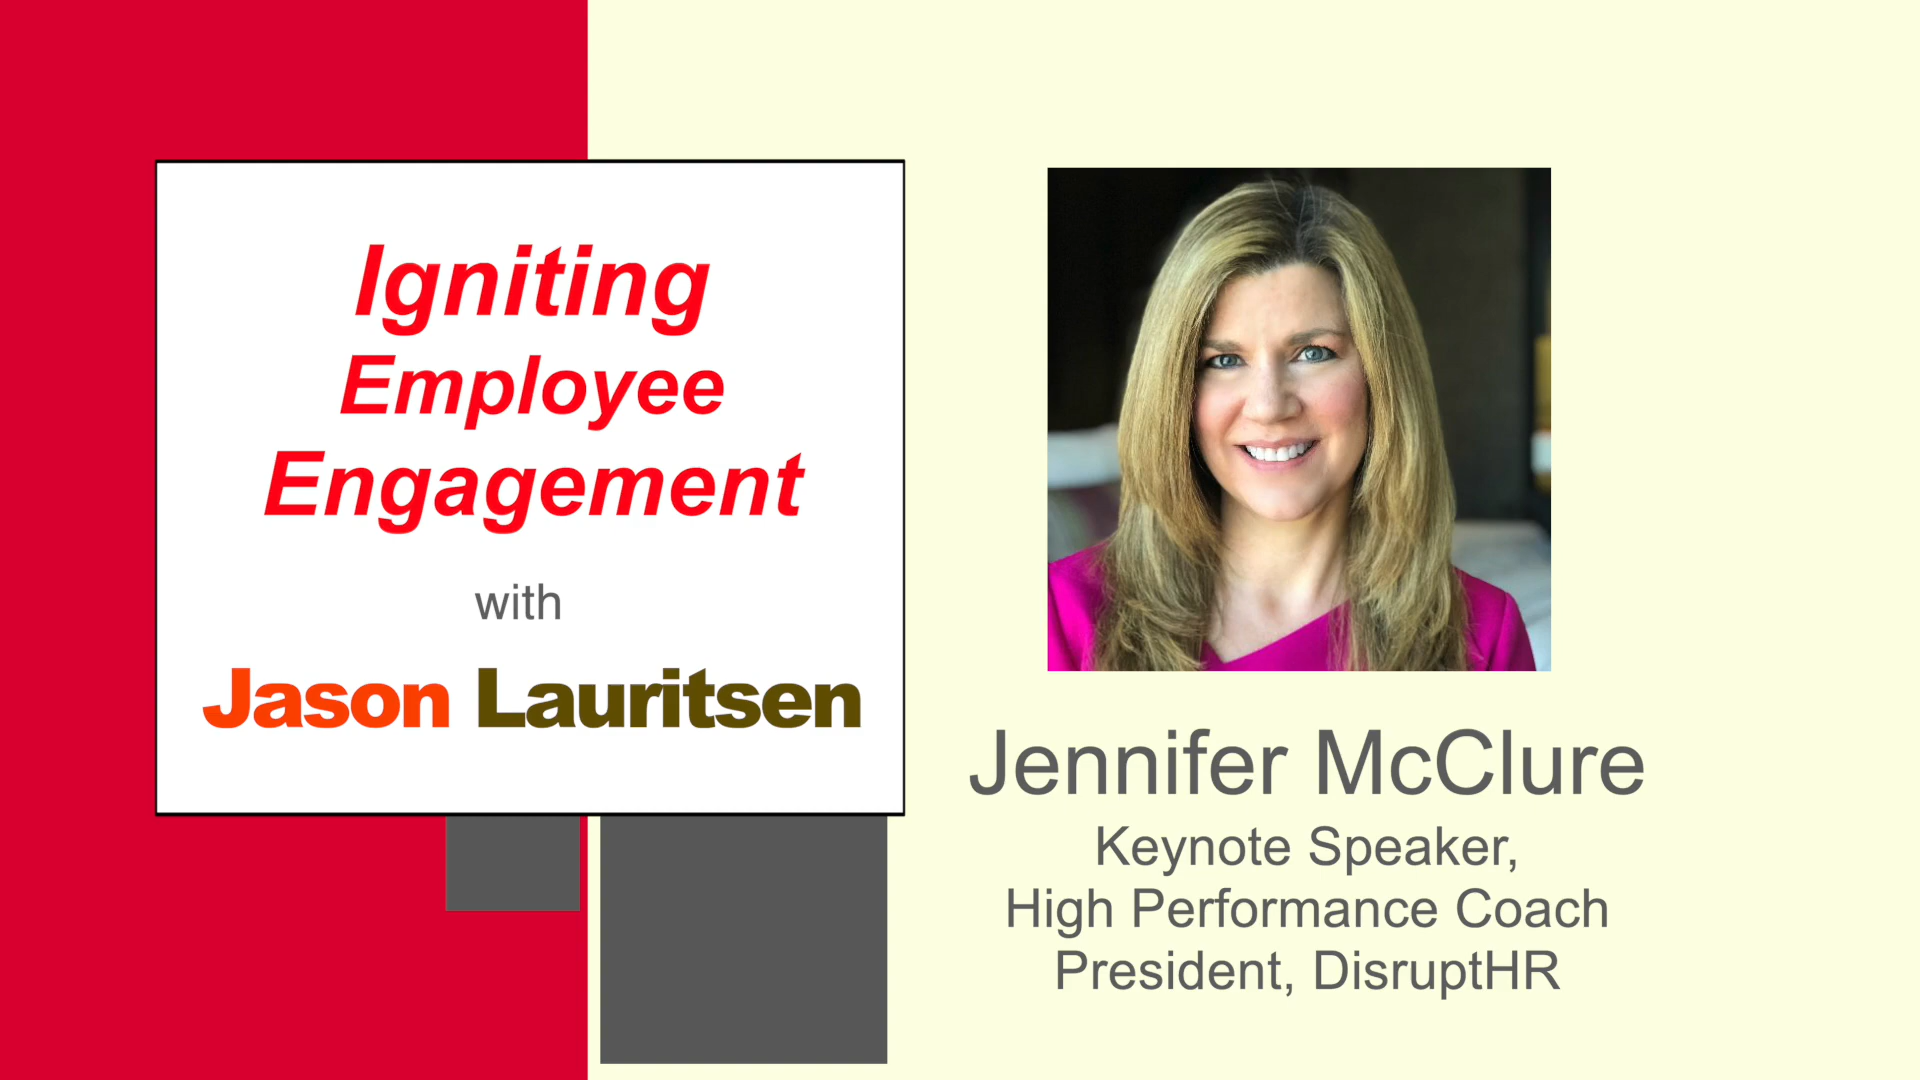 Igniting
Employee
Engagement
with
Jason Lauritsen
Jennifer McClure
Keynote Speaker,
High Performance Coach
President, DisruptHR